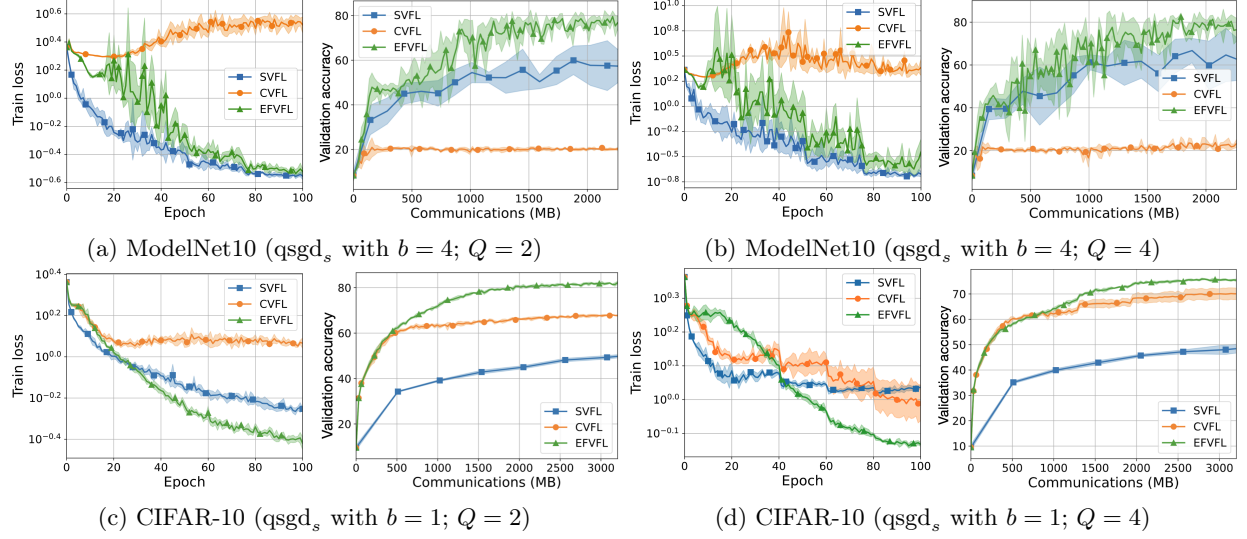 10^0.6
10^0.4
10^0.2
10^0.0
10^−0.2
10^−0.4
10^−0.6
Train loss
0 20 40 60 80 100
Epoch
SVFL
CVFL
EFVFL
80
60
40
20
Validation accuracy
0 500 1000 1500 2000
Communications (MB)
SVFL
CVFL
EFVFL
(a) ModelNet10 (qsgd_s with b = 4; Q = 2)
10^1.0
10^0.8
10^0.5
10^0.2
10^0.0
10^−0.2
10^−0.5
10^−0.8
Train loss
0 20 40 60 80 100
Epoch
SVFL
CVFL
EFVFL
80
60
40
20
Validation accuracy
0 500 1000 1500 2000
Communications (MB)
SVFL
CVFL
EFVFL
(b) ModelNet10 (qsgd_s with b = 4; Q = 4)
10^0.4
10^0.2
10^0.0
10^−0.2
10^−0.4
Train loss
0 20 40 60 80 100
Epoch
SVFL
CVFL
EFVFL
80
60
40
20
Validation accuracy
0 500 1000 1500 2000 2500 3000
Communications (MB)
SVFL
CVFL
EFVFL
(c) CIFAR-10 (qsgd_s with b = 1; Q = 2)
10^0.3
10^0.2
10^0.1
10^0.0
10^−0.1
Train loss
0 20 40 60 80 100
Epoch
SVFL
CVFL
EFVFL
70
60
50
40
30
20
10
Validation accuracy
0 500 1000 1500 2000 2500 3000
Communications (MB)
SVFL
CVFL
EFVFL
(d) CIFAR-10 (qsgd_s with b = 1; Q = 4)